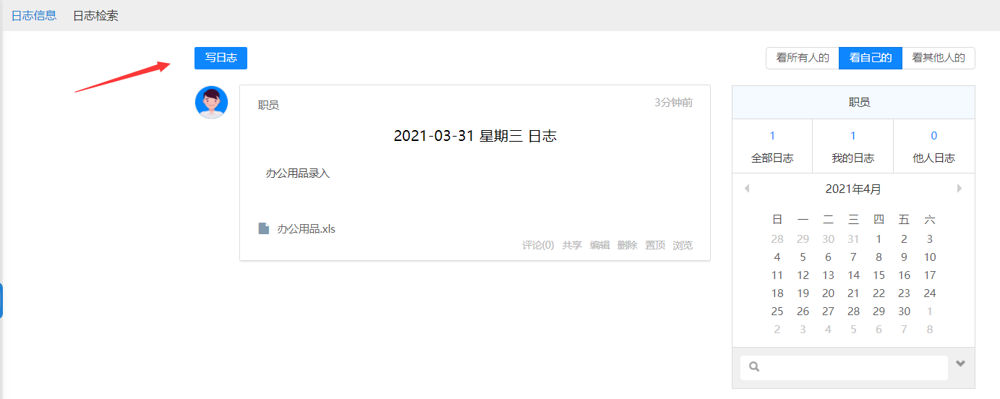 日志信息 日志检索
写日志 看所有人的 看自己的 看其他人的
职员 3分钟前
2021-03-31 星期三 日志
办公用品录入
办公用品.xls
评论(0) 共享 编辑 删除 置顶 浏览
职员
1 1 0
全部日志 我的日志 他人日志
2021年4月
日 一 二 三 四 五 六
28 29 30 31 1 2 3
4 5 6 7 8 9 10
11 12 13 14 15 16 17
18 19 20 21 22 23 24
25 26 27 28 29 30 1
2 3 4 5 6 7 8